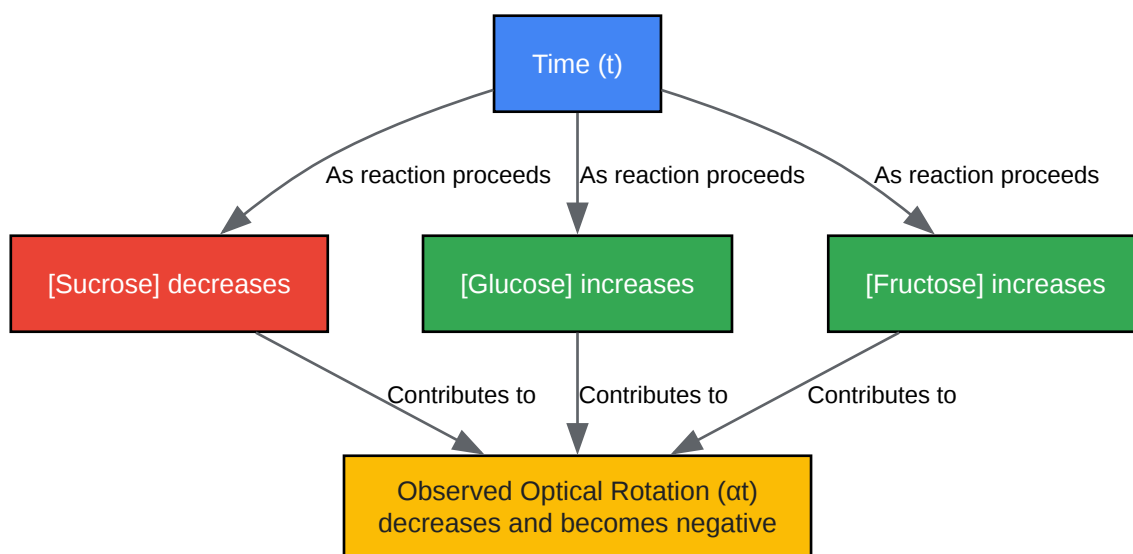 Time (t)
As reaction proceeds
As reaction proceeds
As reaction proceeds
[Sucrose] decreases
[Glucose] increases
[Fructose] increases
Contributes to
Contributes to
Contributes to
Observed Optical Rotation (αt)
decreases and becomes negative